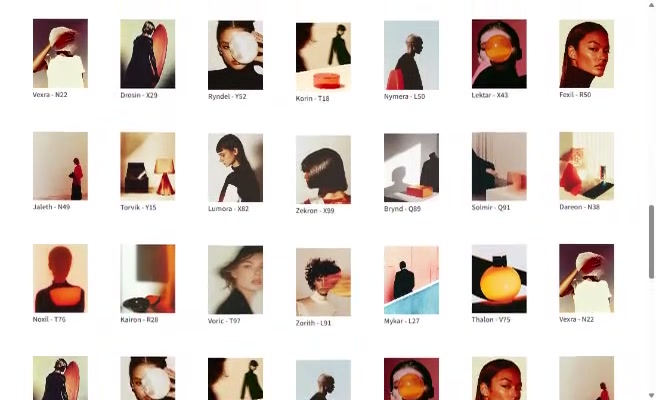 Vexra - N22
Drosin - X29
Ryndel - Y52
Korin - T18
Nymera - L50
Lektar - X43
Fexil - R50
Jaleth - N49
Torvik - Y15
Lumora - X82
Zekron - X99
Brynd - Q89
Solmir - Q91
Dareon - N38
Noxil - T76
Kairon - R28
Voric - T97
Zorith - L91
Mykar - L27
Thalon - V75
Vexra - N22